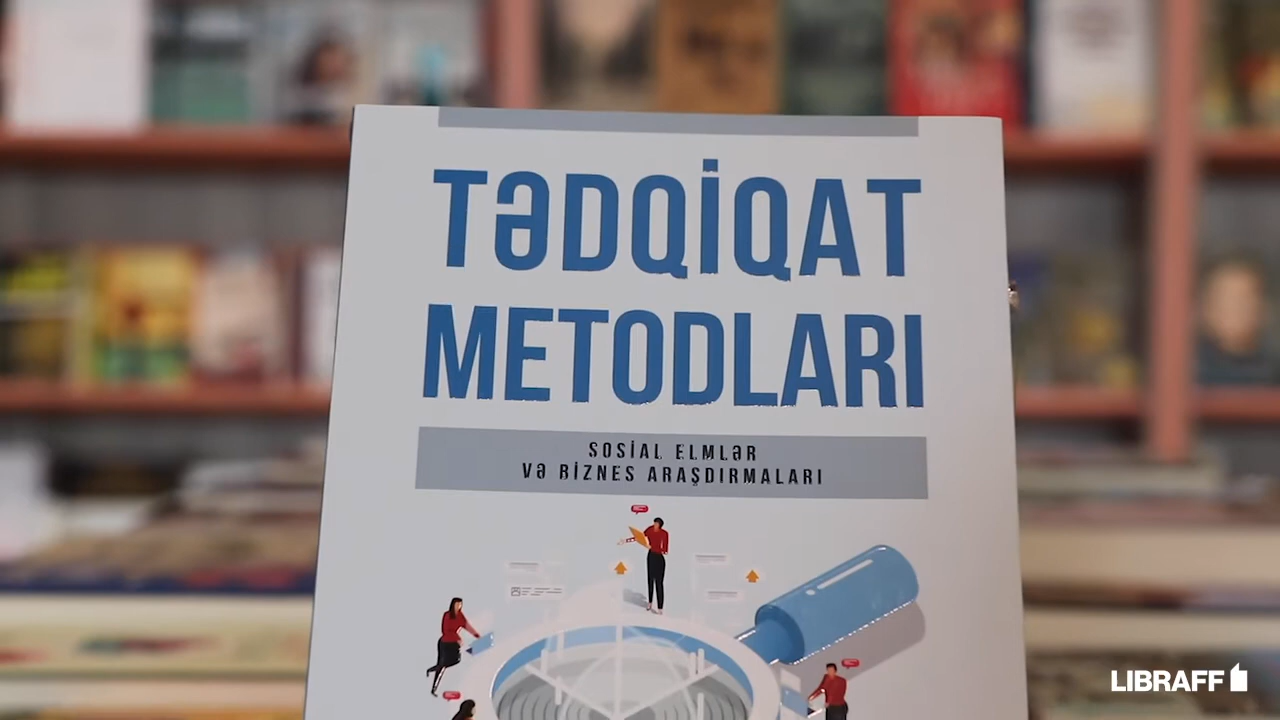 TƏDQİQAT
METODLARI
SOSİAL ELMLƏR
VƏ BİZNES ARAŞDIRMALARI
LIBRAFF